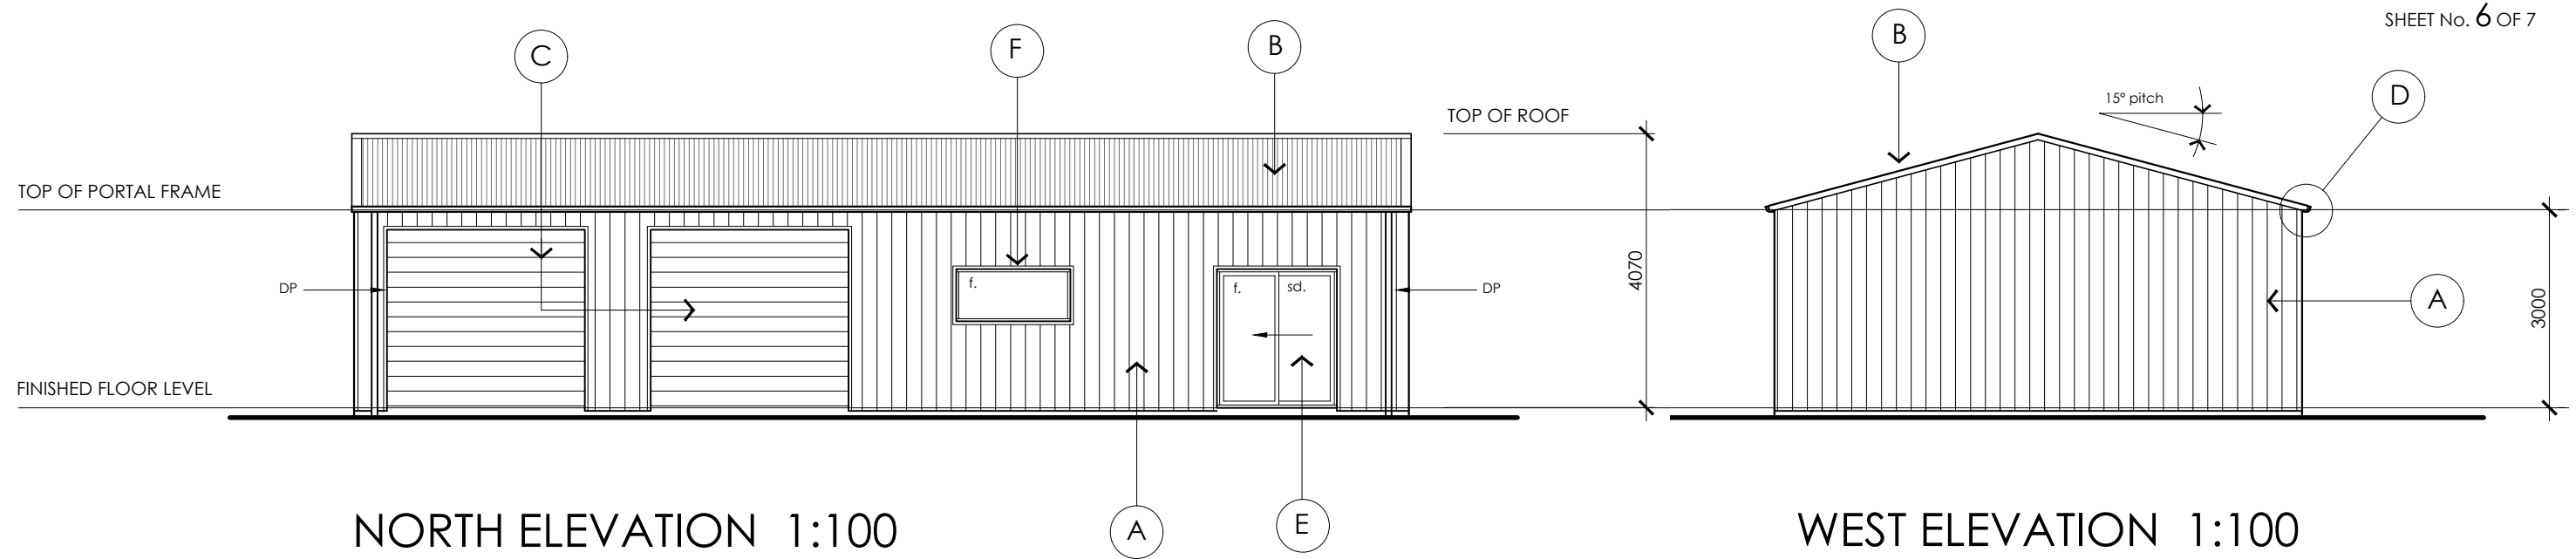 SHEET No. 6 OF 7
C
F
B
B
15° pitch
D
TOP OF ROOF
TOP OF PORTAL FRAME
DP
f.
f.
sd.
DP
4070
A
3000
FINISHED FLOOR LEVEL
NORTH ELEVATION 1:100
A
E
WEST ELEVATION 1:100